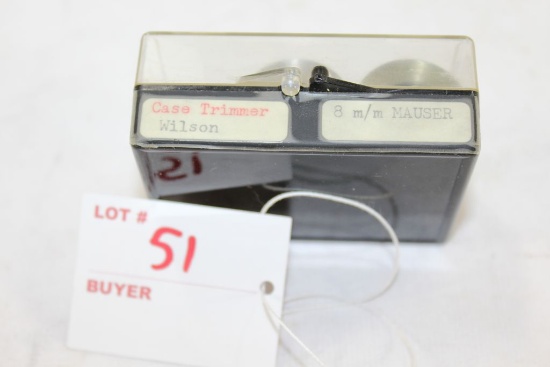 Case Trimmer
Wilson
8 m/m MAUSER
LOT #
51
BUYER